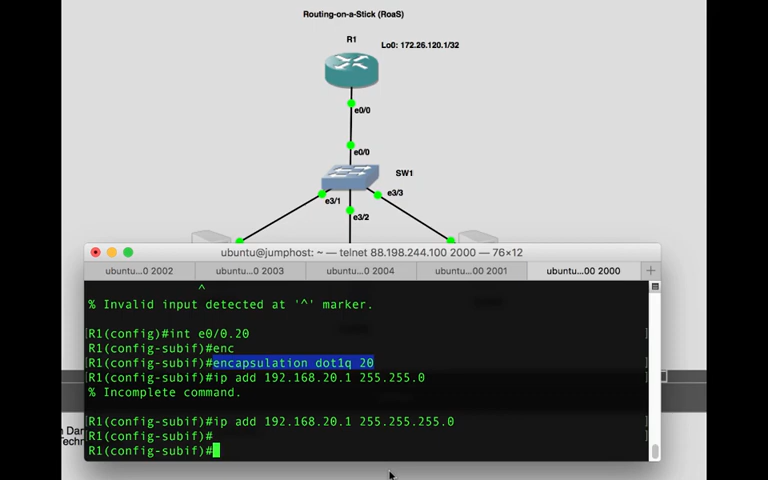 Routing-on-a-Stick (RoaS)
R1
Lo0: 172.26.120.1/32
e0/0
e0/0
SW1
e3/3
e3/1
e3/2
ubuntu@jumphost: ~ — telnet 88.198.244.100 2000 — 76×12
ubuntu...0 2002
ubuntu...0 2003
ubuntu...0 2004
ubuntu...00 2001
ubuntu...00 2000
^
% Invalid input detected at '^' marker.
R1(config)#int e0/0.20
R1(config-subif)#enc
R1(config-subif)#encapsulation dot1q 20
R1(config-subif)#ip add 192.168.20.1 255.255.0
% Incomplete command.
R1(config-subif)#ip add 192.168.20.1 255.255.255.0
R1(config-subif)#
R1(config-subif)#
Dan
Techn